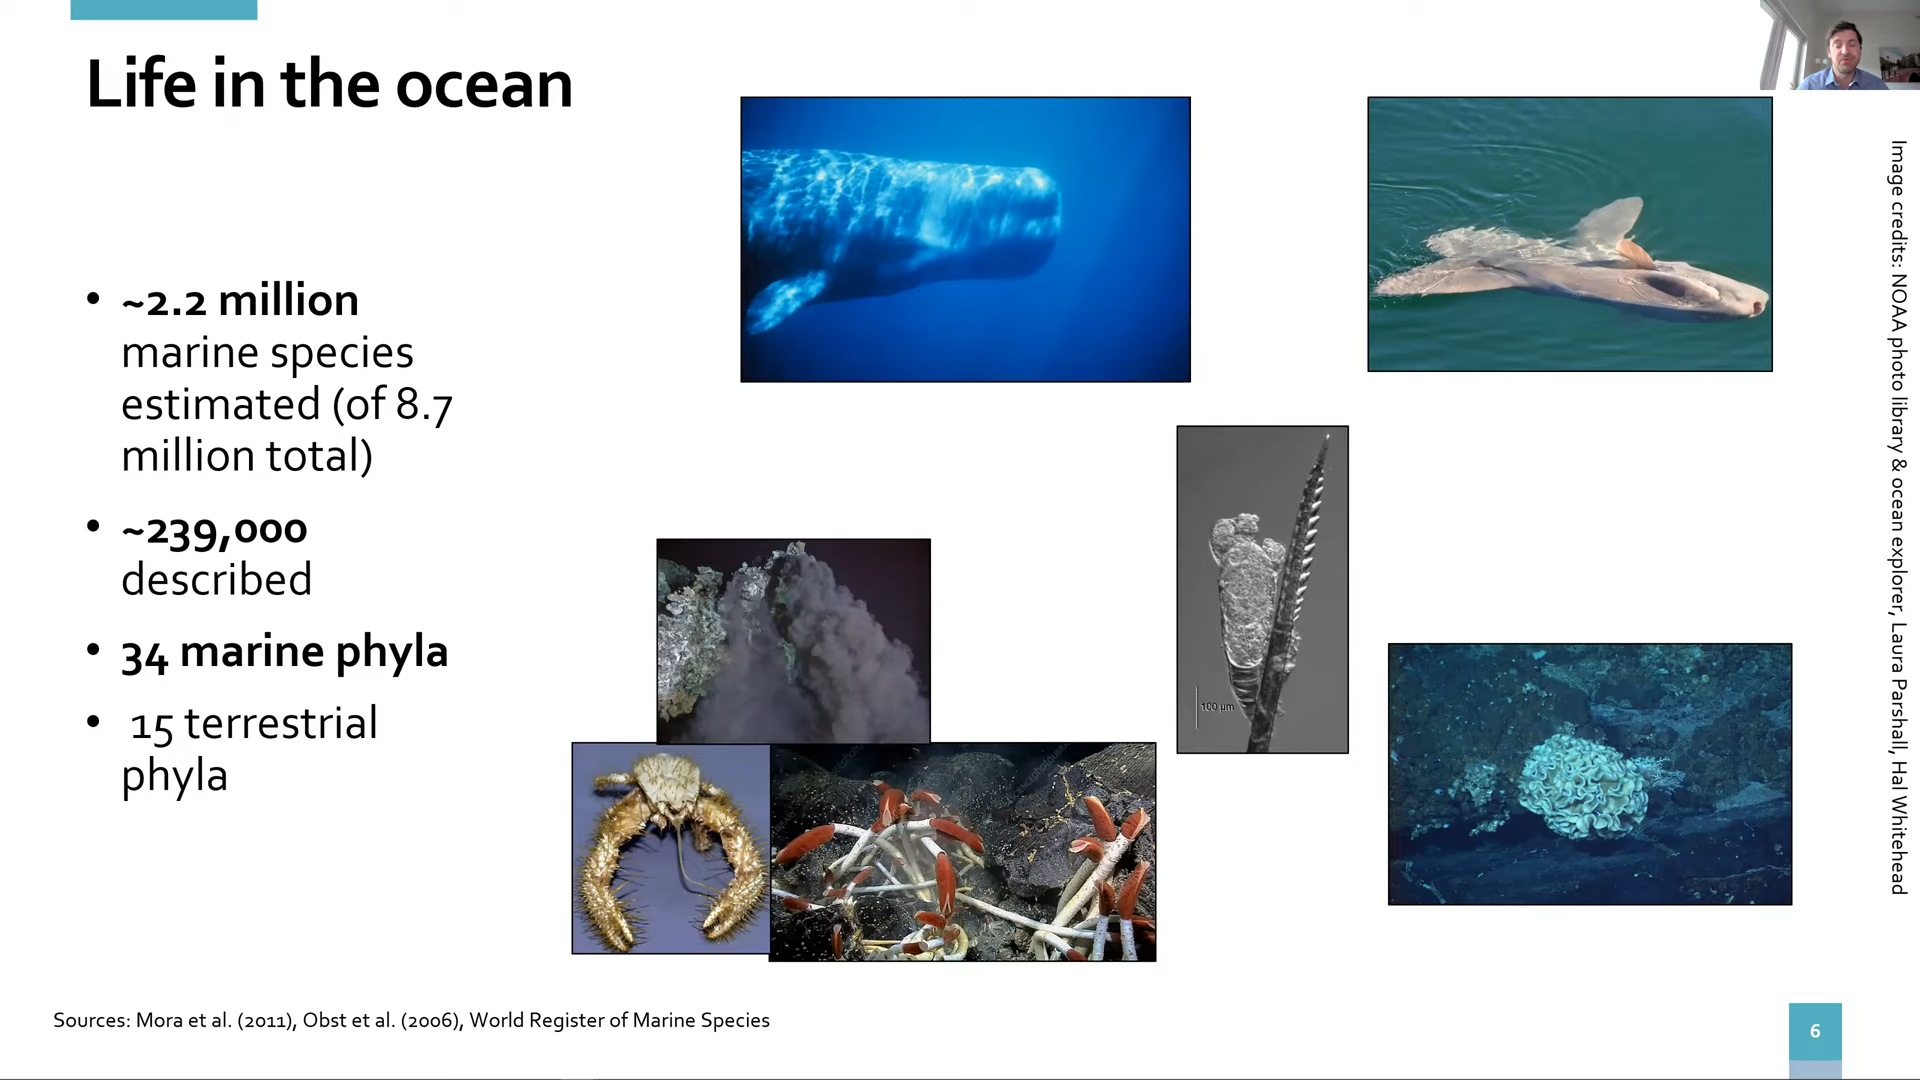 Life in the ocean
• ~2.2 million
marine species
estimated (of 8.7
million total)
• ~239,000
described
• 34 marine phyla
• 15 terrestrial
phyla
100 µm
Image credits: NOAA photo library & ocean explorer, Laura Parshall, Hal Whitehead
Sources: Mora et al. (2011), Obst et al. (2006), World Register of Marine Species
6